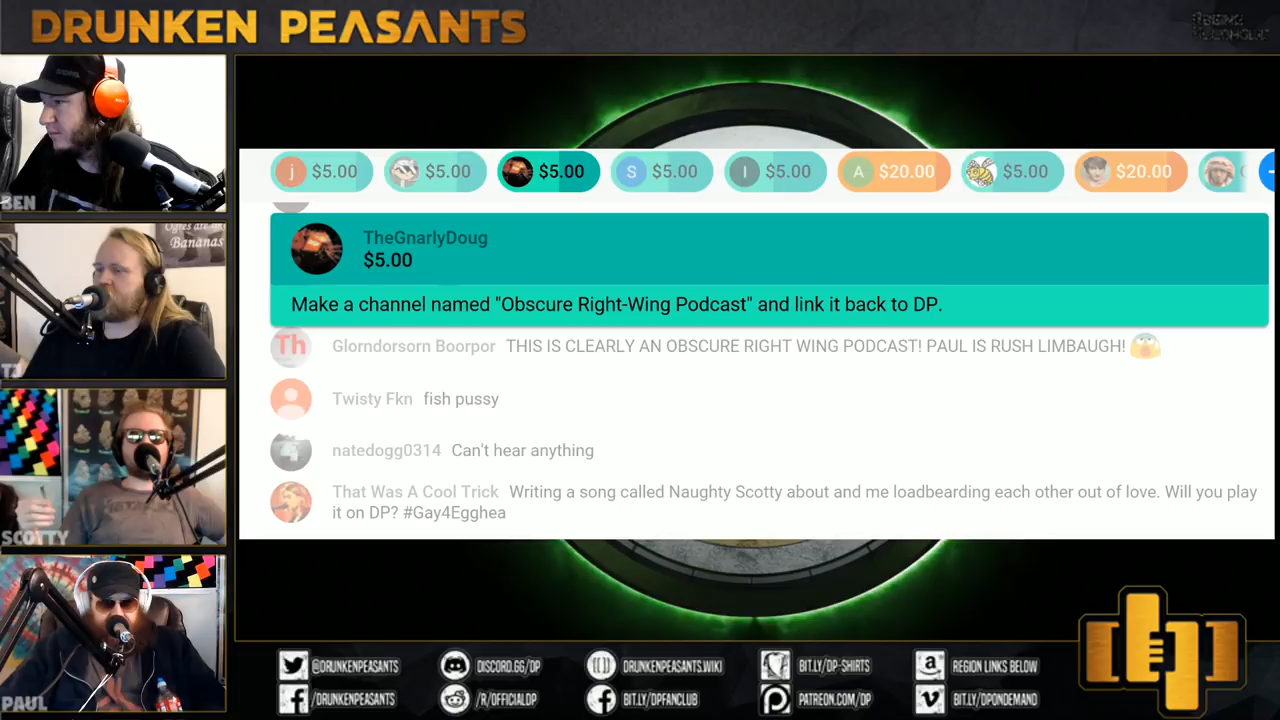 DRUNKEN PEASANTS
BEN
Ogres are
Bananas
TJ
SCOTTY
PAUL
j $5.00
$5.00
$5.00
S $5.00
I $5.00
A $20.00
$5.00
$20.00
TheGnarlyDoug
$5.00
Make a channel named "Obscure Right-Wing Podcast" and link it back to DP.
Th Glorndorsorn Boorpor THIS IS CLEARLY AN OBSCURE RIGHT WING PODCAST! PAUL IS RUSH LIMBAUGH!
Twisty Fkn fish pussy
natedogg0314 Can't hear anything
That Was A Cool Trick Writing a song called Naughty Scotty about and me loadbearding each other out of love. Will you play
it on DP? #Gay4Egghea
@DRUNKENPEASANTS DISCORD.GG/DP DRUNKENPEASANTS.WIKI BIT.LY/DP-SHIRTS REGION LINKS BELOW
/DRUNKENPEASANTS /R/OFFICIALDP BIT.LY/DPFANCLUB PATREON.COM/DP BIT.LY/DPONDEMAND